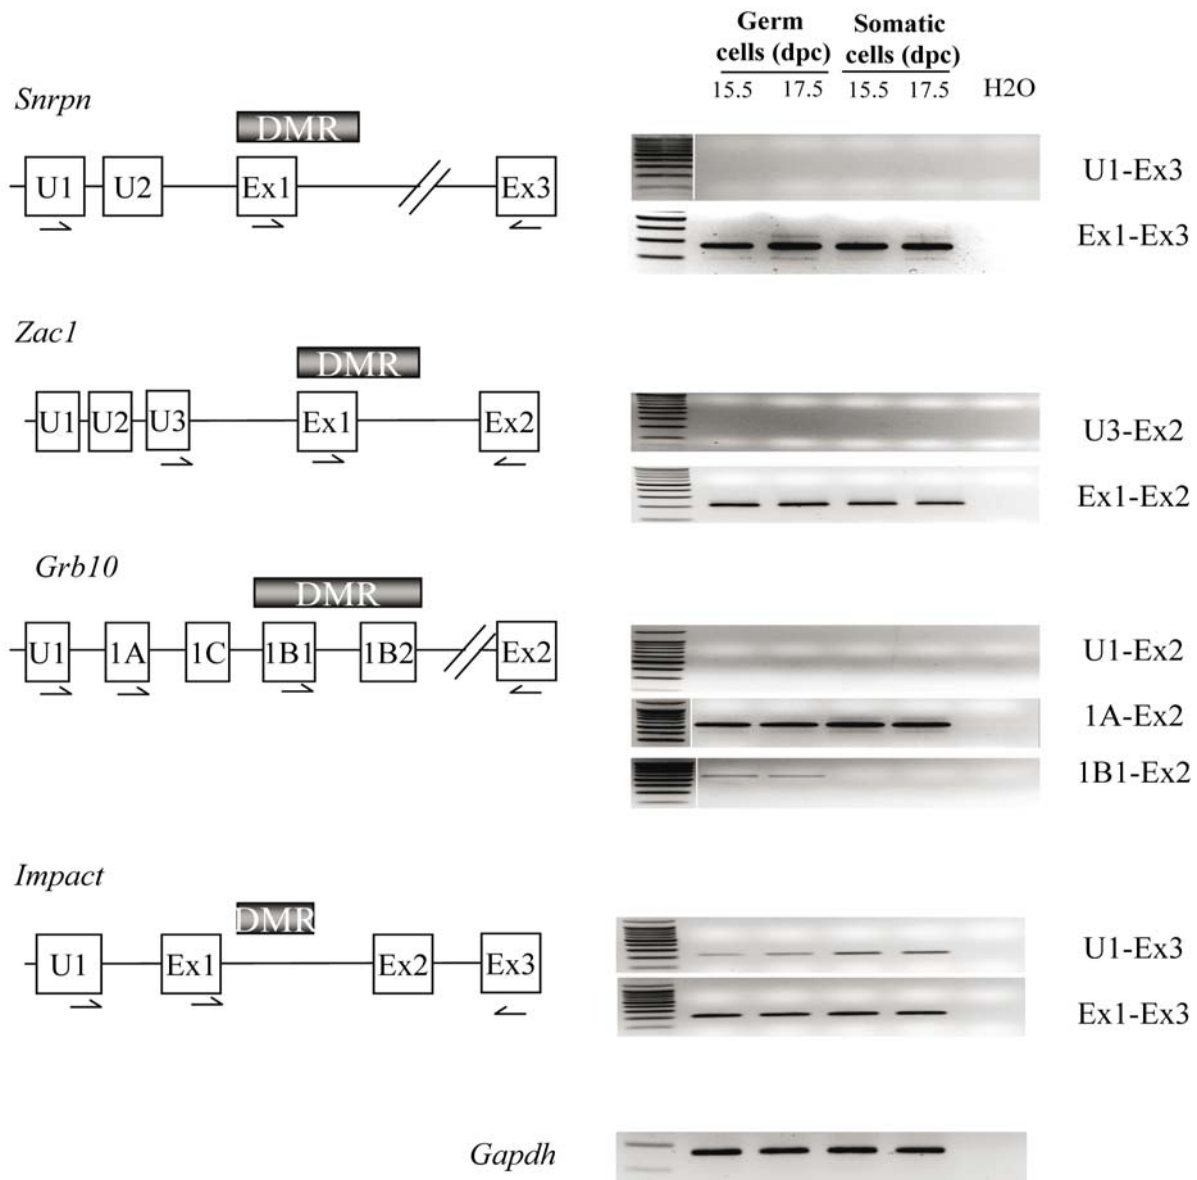 Germ cells (dpc)
Somatic cells (dpc)
15.5 17.5 15.5 17.5 H2O
Snrpn
DMR
U1 U2 Ex1 Ex3
U1-Ex3
Ex1-Ex3
Zac1
DMR
U1 U2 U3 Ex1 Ex2
U3-Ex2
Ex1-Ex2
Grb10
DMR
U1 1A 1C 1B1 1B2 Ex2
U1-Ex2
1A-Ex2
1B1-Ex2
Impact
DMR
U1 Ex1 Ex2 Ex3
U1-Ex3
Ex1-Ex3
Gapdh